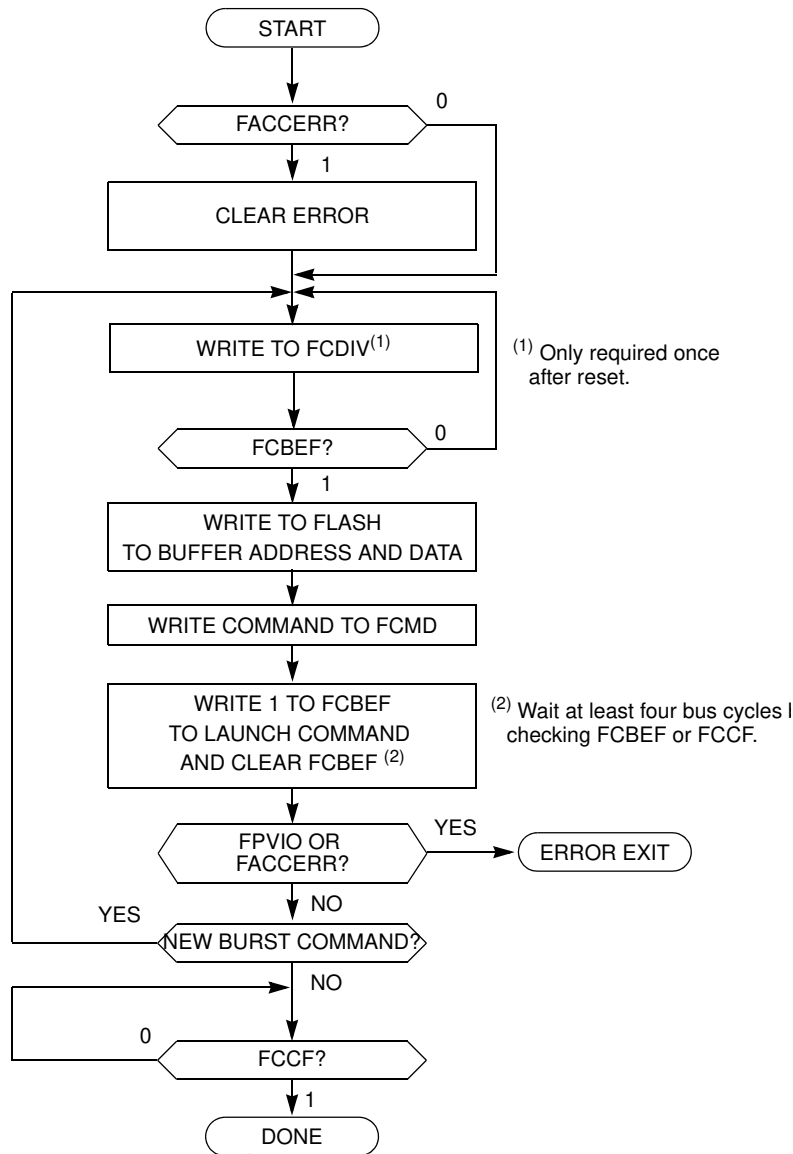 START
0
FACCERR?
1
CLEAR ERROR
WRITE TO FCDIV(1)
(1) Only required once
after reset.
0
FCBEF?
1
WRITE TO FLASH
TO BUFFER ADDRESS AND DATA
WRITE COMMAND TO FCMD
WRITE 1 TO FCBEF
TO LAUNCH COMMAND
AND CLEAR FCBEF (2)
(2) Wait at least four bus cycles
checking FCBEF or FCCF.
FPVIO OR
FACCERR?
YES
ERROR EXIT
NO
YES
NEW BURST COMMAND?
NO
0
FCCF?
1
DONE